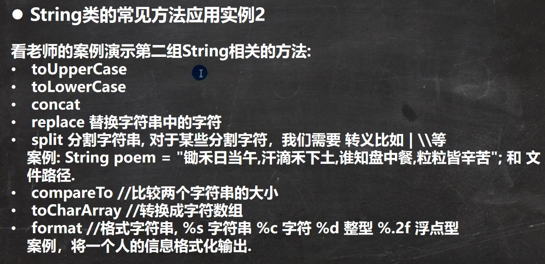 ● String类的常见方法应用实例2
看老师的案例演示第二组String相关的方法:
• toUpperCase
• toLowerCase
• concat
• replace 替换字符串中的字符
• split 分割字符串, 对于某些分割字符，我们需要 转义比如 | \\等
案例: String poem = "锄禾日当午,汗滴禾下土,谁知盘中餐,粒粒皆辛苦"; 和 文
件路径.
• compareTo //比较两个字符串的大小
• toCharArray //转换成字符数组
• format //格式字符串, %s 字符串 %c 字符 %d 整型 %.2f 浮点型
案例，将一个人的信息格式化输出.